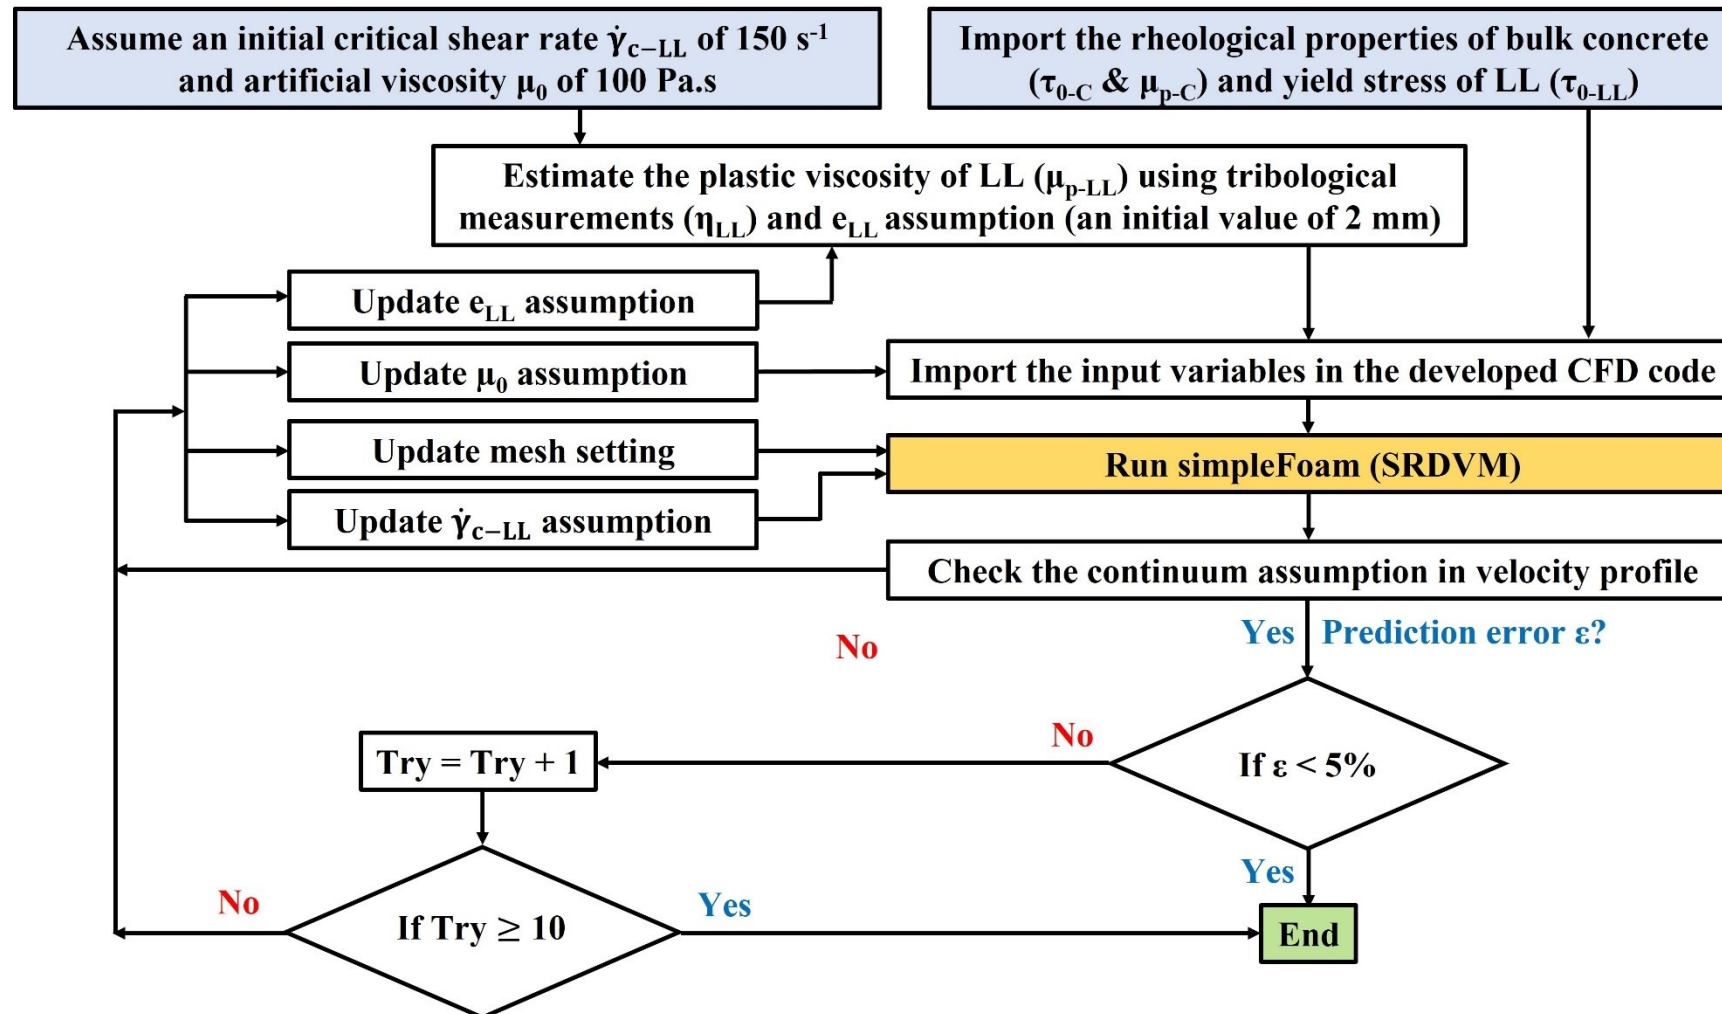 Assume an initial critical shear rate γ̇c−LL of 150 s-1
and artificial viscosity μ0 of 100 Pa.s
Import the rheological properties of bulk concrete
(τ0-C & μp-C) and yield stress of LL (τ0-LL)
Estimate the plastic viscosity of LL (μp-LL) using tribological
measurements (ηLL) and eLL assumption (an initial value of 2 mm)
Update eLL assumption
Update μ0 assumption
Import the input variables in the developed CFD code
Update mesh setting
Run simpleFoam (SRDVM)
Update γ̇c−LL assumption
Check the continuum assumption in velocity profile
No
Yes
Prediction error ε?
No
Try = Try + 1
If ε < 5%
Yes
No
If Try ≥ 10
Yes
End